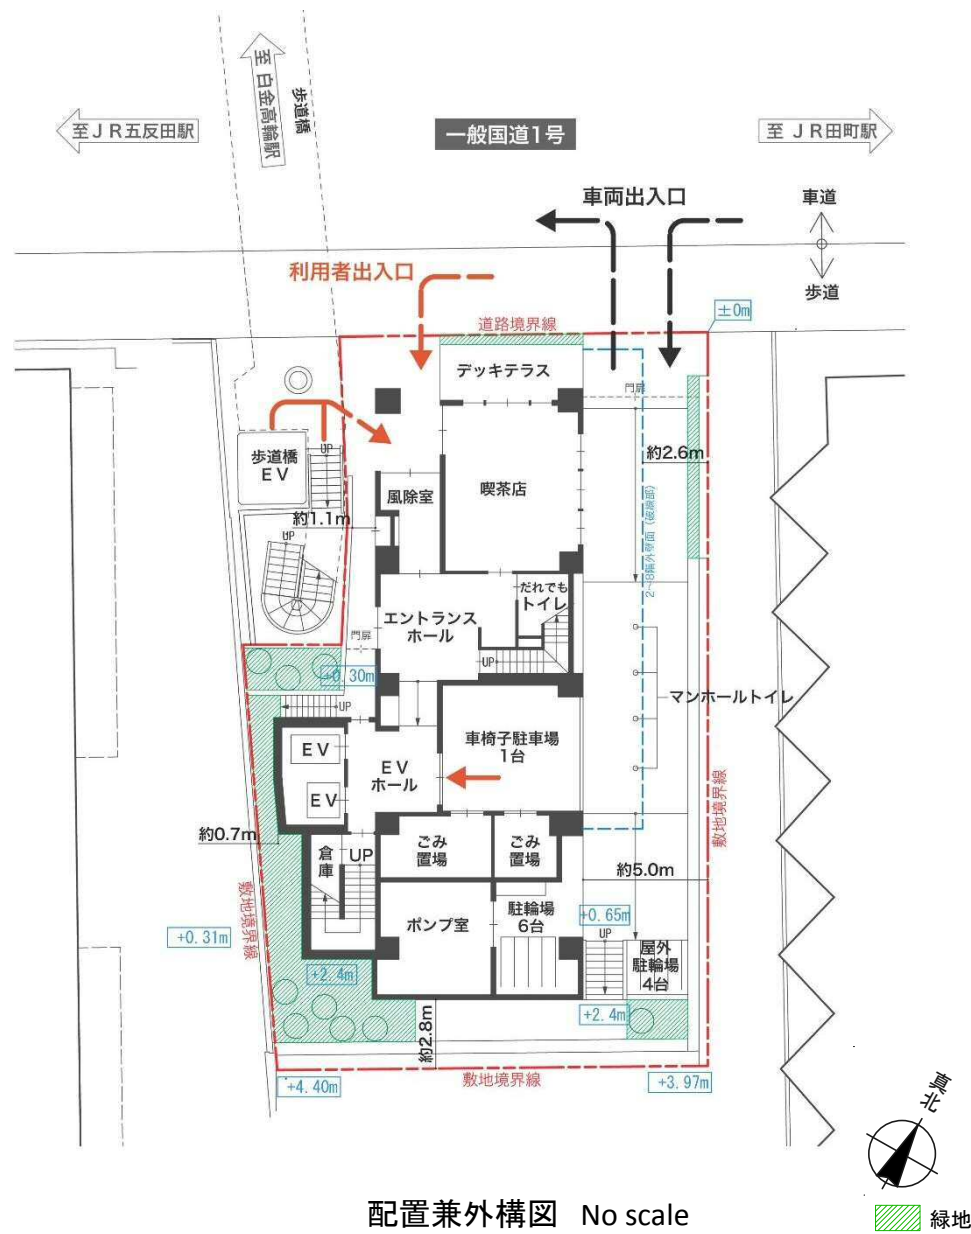 至 白金高輪駅
歩道橋
至ＪＲ五反田駅
一般国道1号
至 ＪＲ田町駅
車両出入口
車道
歩道
利用者出入口
±0m
道路境界線
デッキテラス
門扉
歩道橋
ＥＶ
UP
約2.6m
風除室
喫茶店
約1.1m
UP
2~8階外壁面（破線部）
だれでも
トイレ
エントランス
ホール
門扉
UP
+0.30m
マンホールトイレ
UP
車椅子駐車場
1台
ＥＶ
ＥＶ
ホール
ＥＶ
敷地境界線
約0.7m
倉庫
UP
ごみ
置場
ごみ
置場
約5.0m
敷地境界線
ポンプ室
駐輪場
6台
+0.65m
UP
+0.31m
屋外
駐輪場
4台
+2.4m
+2.4m
約2.8m
+4.40m
敷地境界線
+3.97m
真北
配置兼外構図 No scale
緑地